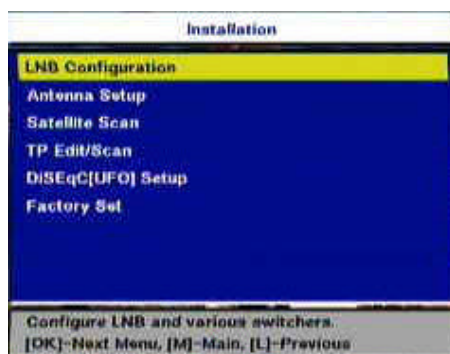 Installation
LNB Configuration
Antenna Setup
Satellite Scan
TP Edit/Scan
DiSEqC[UFO] Setup
Factory Set
Configure LNB and various switchers.
[OK]-Next Menu, [M]-Main, [L]-Previous